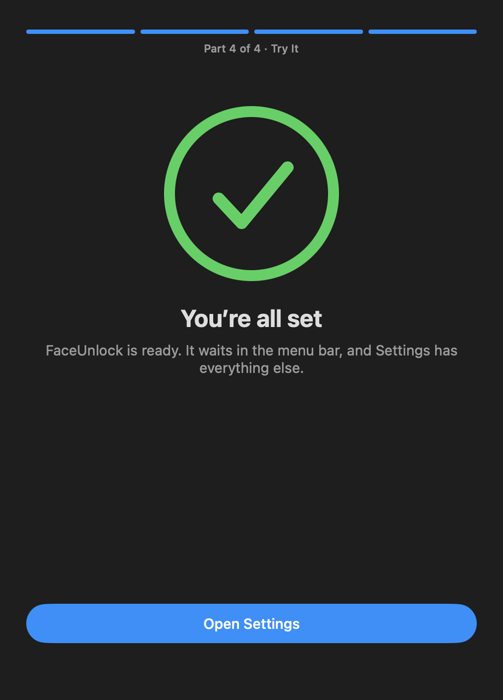 Part 4 of 4 · Try It
You’re all set
FaceUnlock is ready. It waits in the menu bar, and Settings has
everything else.
Open Settings